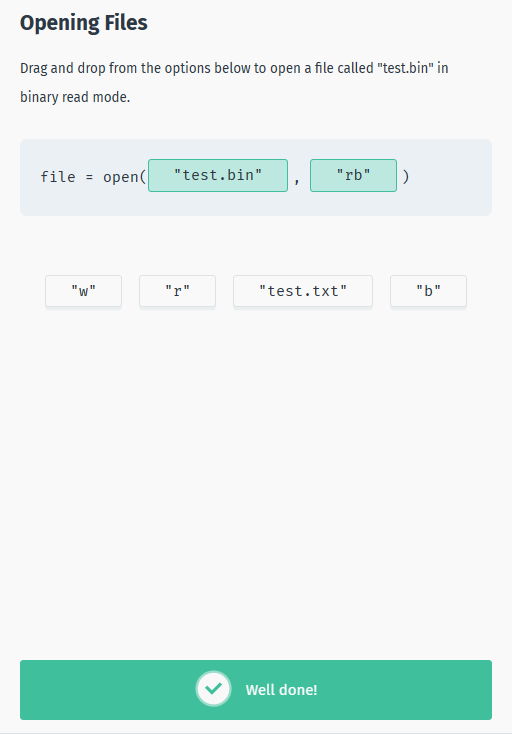 Opening Files
Drag and drop from the options below to open a file called "test.bin" in
binary read mode.
file = open( "test.bin" , "rb" )
"w" "r" "test.txt" "b"
Well done!